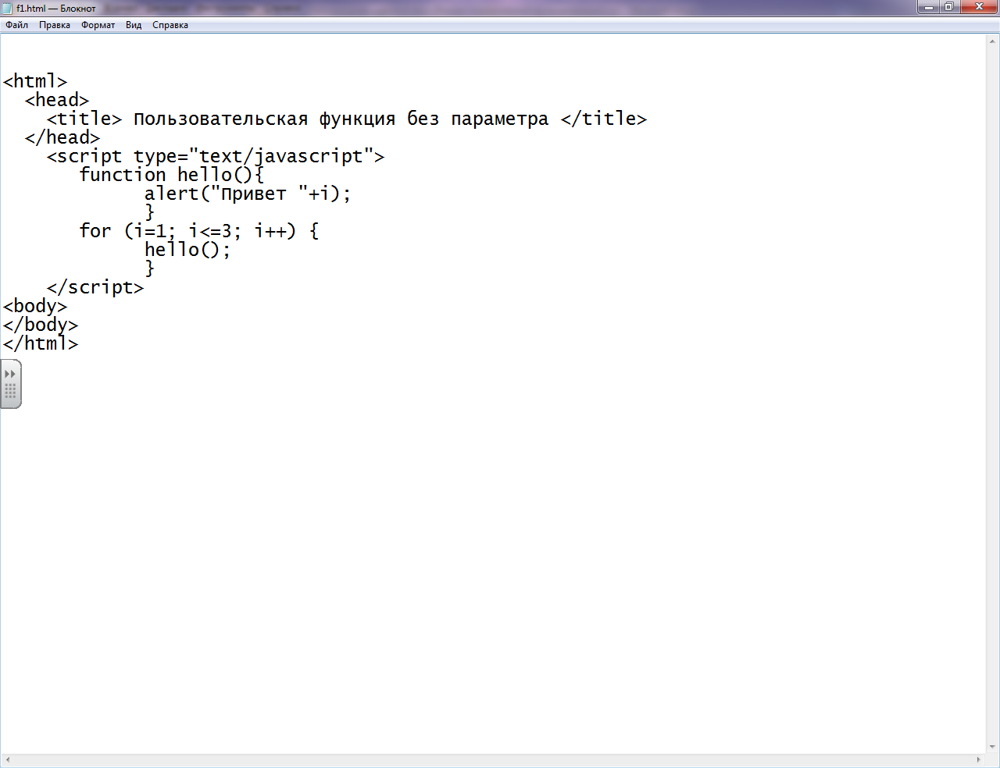 f1.html — Блокнот
Файл Правка Формат Вид Справка
<html>
<head>
<title> Пользовательская функция без параметра </title>
</head>
<script type="text/javascript">
function hello(){
alert("Привет "+i);
}
for (i=1; i<=3; i++) {
hello();
}
</script>
<body>
</body>
</html>